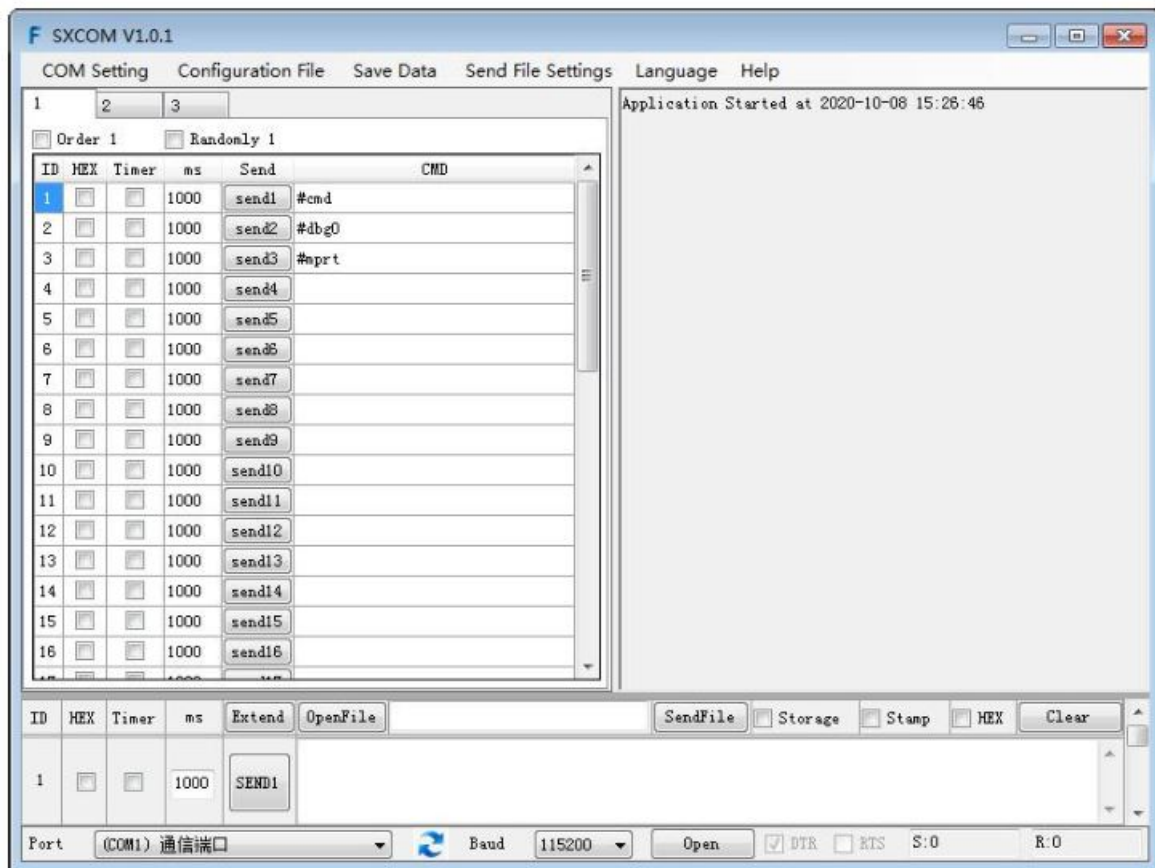 F SXCOM V1.0.1
COM Setting Configuration File Save Data Send File Settings Language Help
1 2 3
Order 1 Randomly 1
ID HEX Timer ms Send CMD
1 1000 send1 #cmd
2 1000 send2 #dbg0
3 1000 send3 #mprt
4 1000 send4
5 1000 send5
6 1000 send6
7 1000 send7
8 1000 send8
9 1000 send9
10 1000 send10
11 1000 send11
12 1000 send12
13 1000 send13
14 1000 send14
15 1000 send15
16 1000 send16
Application Started at 2020-10-08 15:26:46
ID HEX Timer ms Extend OpenFile SendFile Storage Stamp HEX Clear
1 1000 SEND1
Port (COM1) 通信端口 Baud 115200 Open DTR RTS S:0 R:0